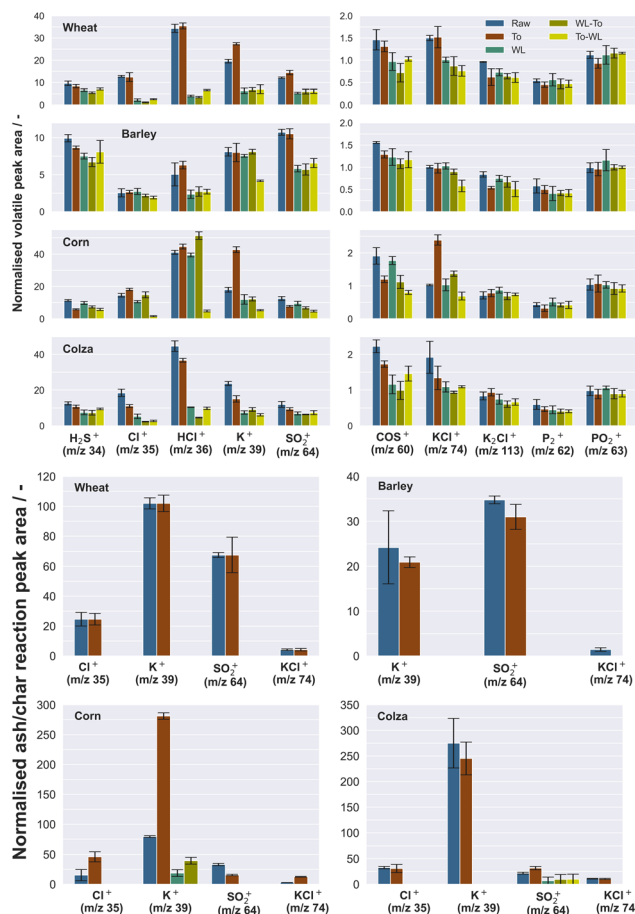 Normalised volatile peak area / -
Wheat
40
30
20
10
0
2.0
1.5
1.0
0.5
0.0
Raw
To
WL
WL-To
To-WL
Barley
10
5
0
2.0
1.5
1.0
0.5
0.0
Corn
40
20
0
2
1
0
Colza
40
20
0
2
1
0
H₂S⁺ Cl⁺ HCl⁺ K⁺ SO₂⁺
(m/z 34) (m/z 35) (m/z 36) (m/z 39) (m/z 64)
COS⁺ KCl⁺ K₂Cl⁺ P₂⁺ PO₂⁺
(m/z 60) (m/z 74) (m/z 113) (m/z 62) (m/z 63)
Normalised ash/char reaction peak area / -
Wheat
120
100
80
60
40
20
0
Cl⁺ K⁺ SO₂⁺ KCl⁺
(m/z 35) (m/z 39) (m/z 64) (m/z 74)
Barley
40
30
20
10
0
K⁺ SO₂⁺ KCl⁺
(m/z 39) (m/z 64) (m/z 74)
Corn
300
250
200
150
100
50
0
Cl⁺ K⁺ SO₂⁺ KCl⁺
(m/z 35) (m/z 39) (m/z 64) (m/z 74)
Colza
350
300
250
200
150
100
50
0
Cl⁺ K⁺ SO₂⁺ KCl⁺
(m/z 35) (m/z 39) (m/z 64) (m/z 74)